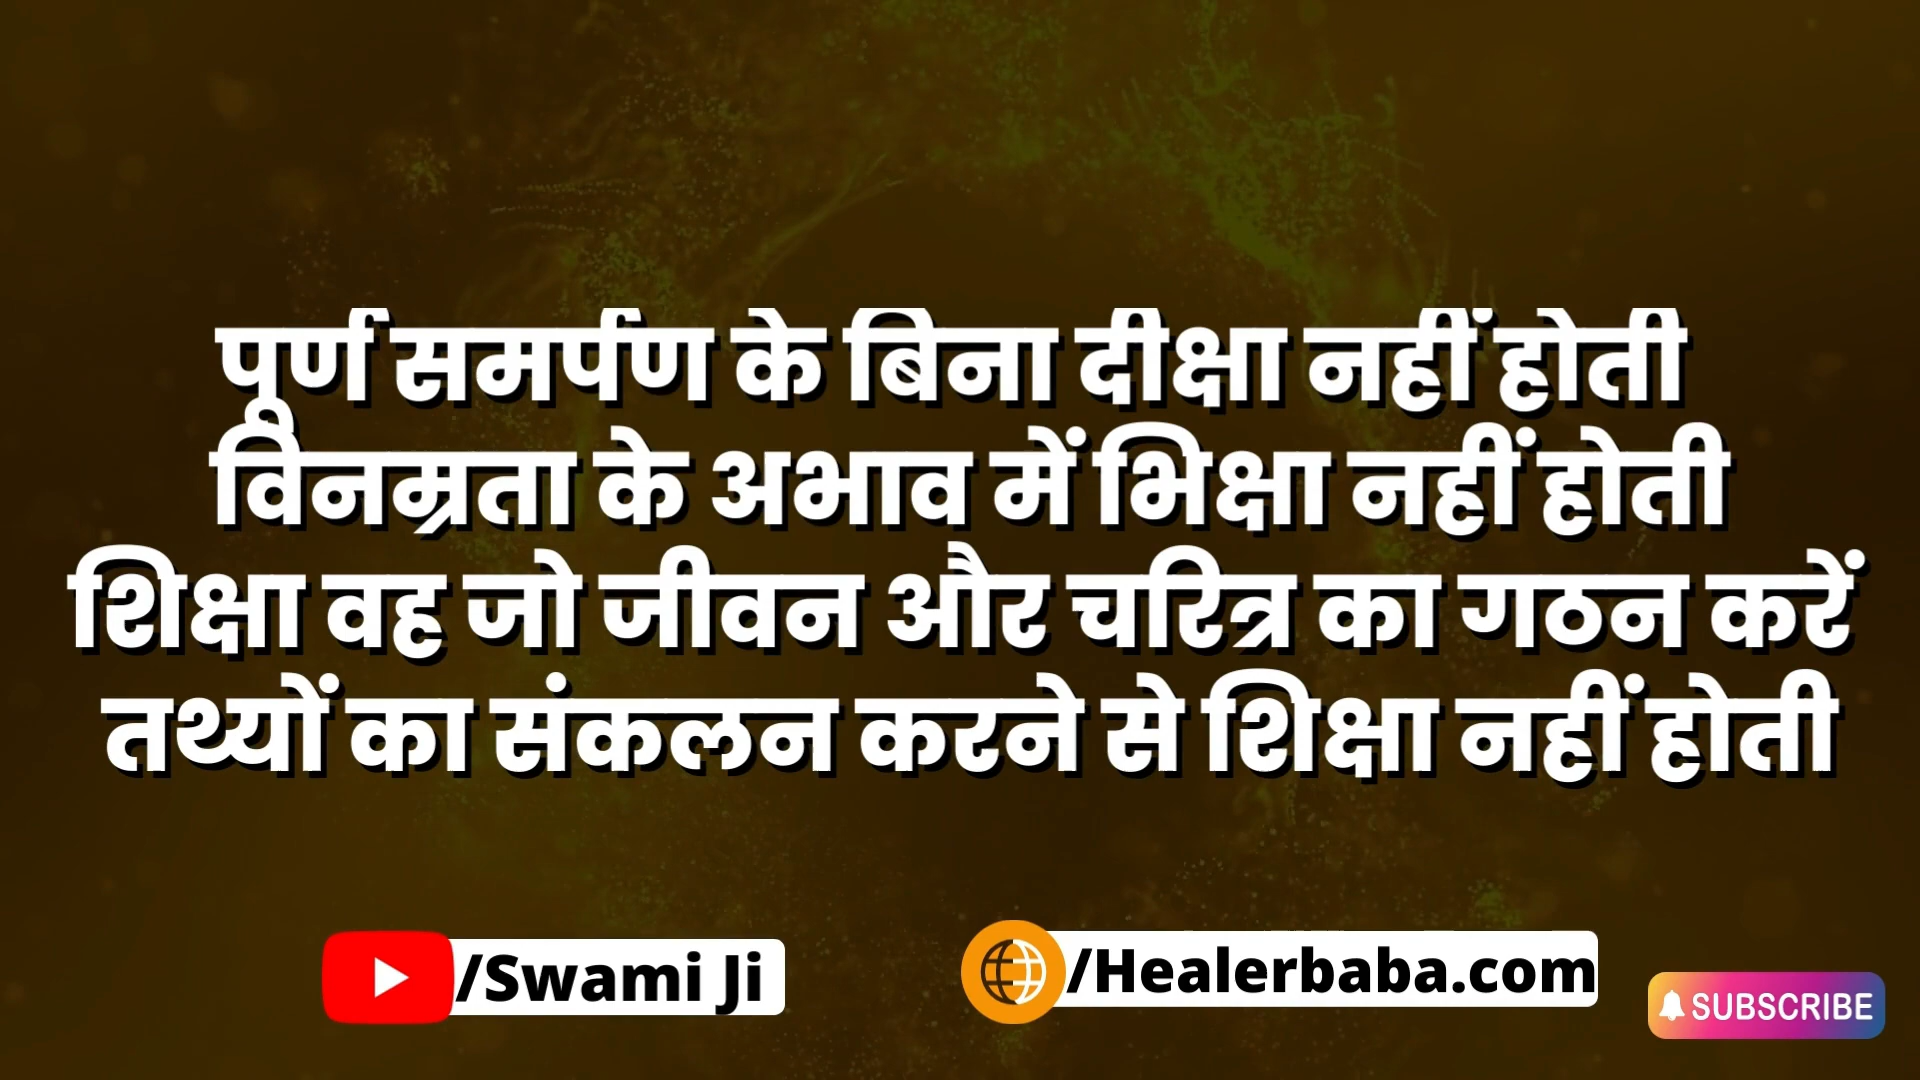 पूर्ण समर्पण के बिना दीक्षा नहीं होती
विनम्रता के अभाव में भिक्षा नहीं होती
शिक्षा वह जो जीवन और चरित्र का गठन करें
तथ्यों का संकलन करने से शिक्षा नहीं होती
/Swami Ji
/Healerbaba.com
SUBSCRIBE